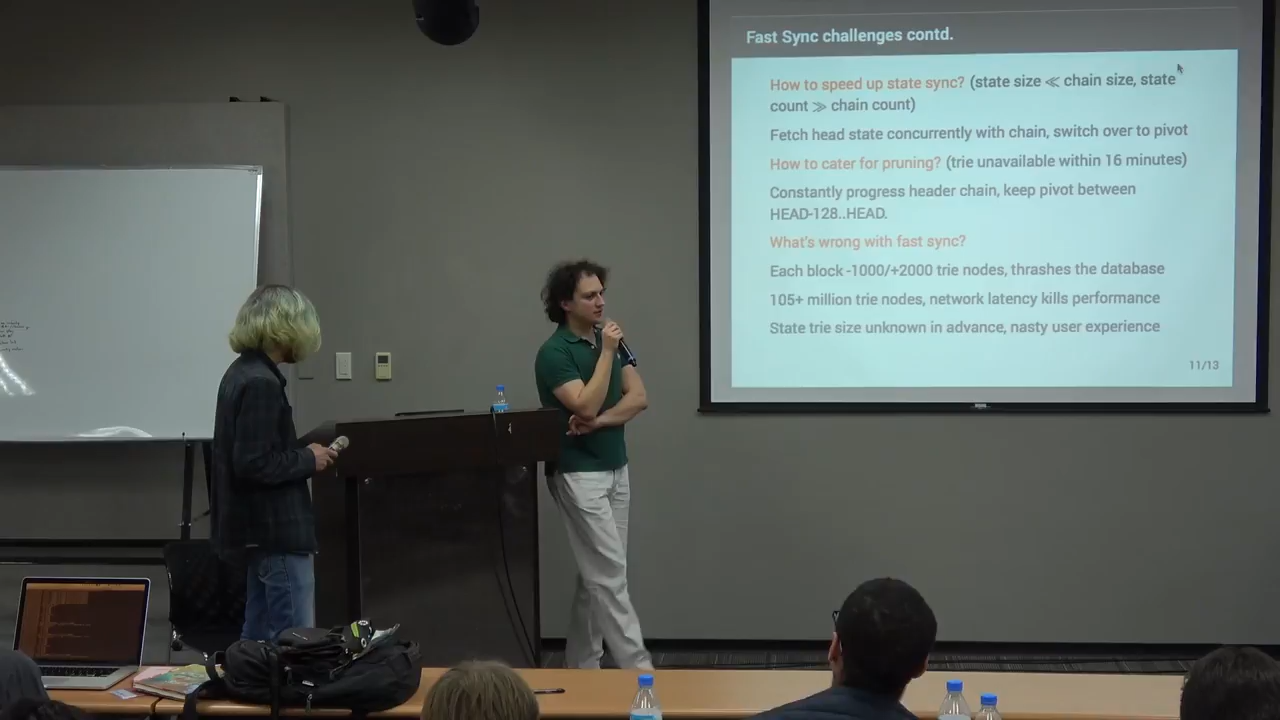 Fast Sync challenges contd.
How to speed up state sync? (state size ≪ chain size, state
count ≫ chain count)
Fetch head state concurrently with chain, switch over to pivot
How to cater for pruning? (trie unavailable within 16 minutes)
Constantly progress header chain, keep pivot between
HEAD-128..HEAD.
What's wrong with fast sync?
Each block -1000/+2000 trie nodes, thrashes the database
105+ million trie nodes, network latency kills performance
State trie size unknown in advance, nasty user experience
11/13